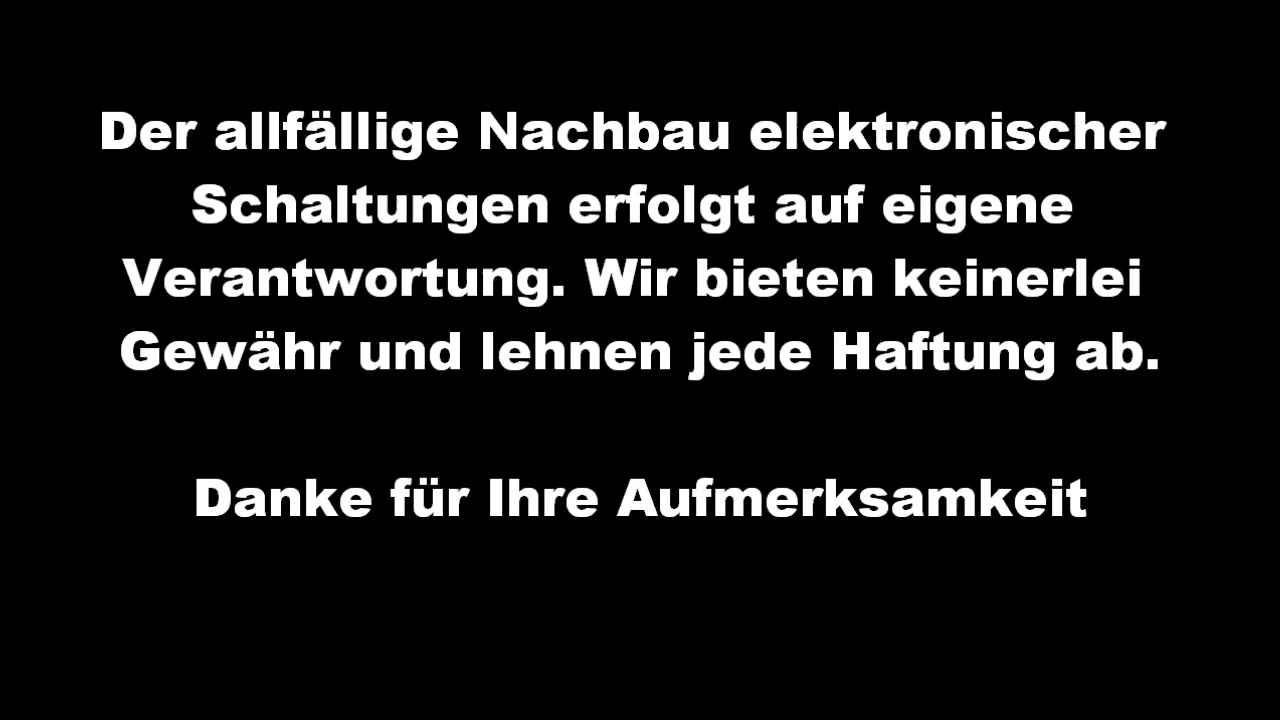 Der allfällige Nachbau elektronischer
Schaltungen erfolgt auf eigene
Verantwortung. Wir bieten keinerlei
Gewähr und lehnen jede Haftung ab.
Danke für Ihre Aufmerksamkeit